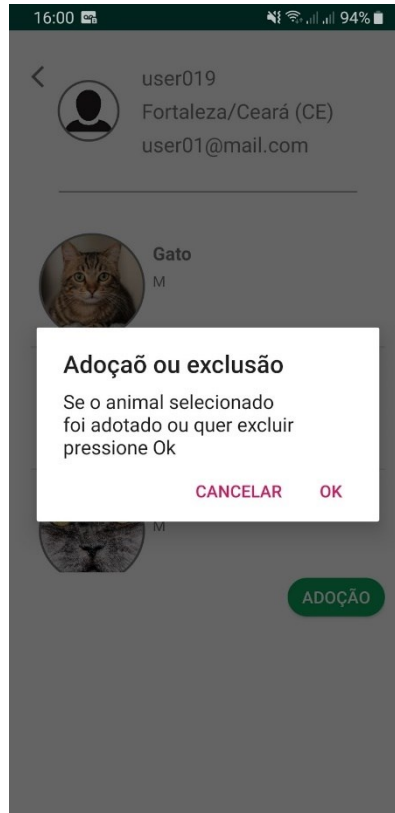 16:00
94%
user019
Fortaleza/Ceará (CE)
user01@mail.com
Gato
M
Adoçaõ ou exclusão
Se o animal selecionado
foi adotado ou quer excluir
pressione Ok
CANCELAR OK
M
ADOÇÃO